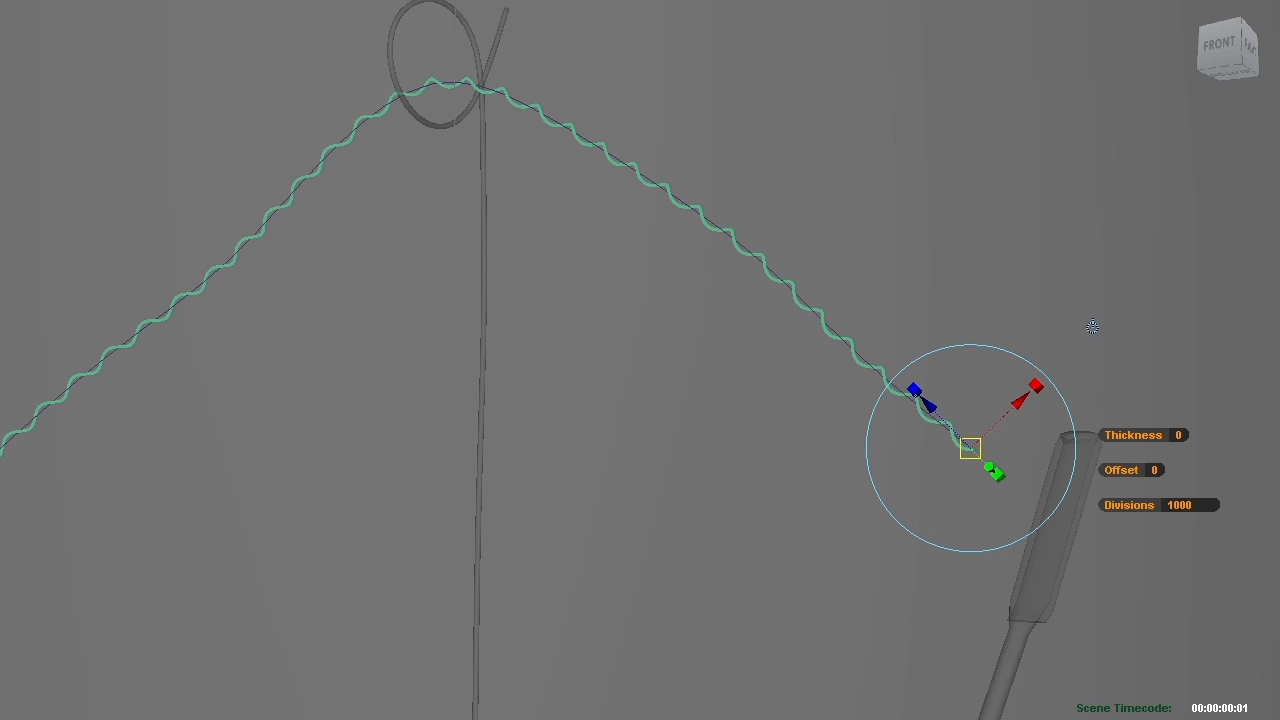 FRONT
Thickness 0
Offset 0
Divisions 1000
Scene Timecode: 00:00:00:01